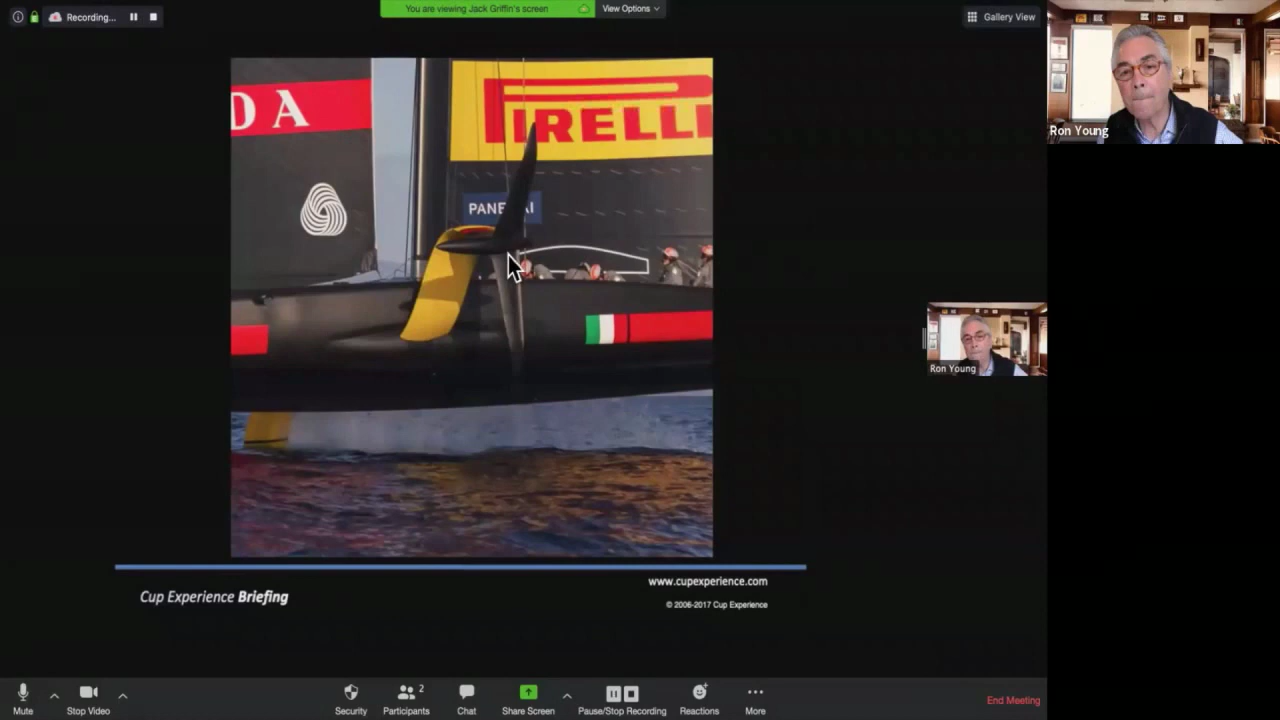 Recording...
You are viewing Jack Griffin's screen
View Options
Gallery View
Ron Young
DA
PIRELLI
PANE AI
Ron Young
www.cupexperience.com
Cup Experience Briefing
© 2006-2017 Cup Experience
Mute
Stop Video
Security
Participants
2
Chat
Share Screen
Pause/Stop Recording
Reactions
More
End Meeting